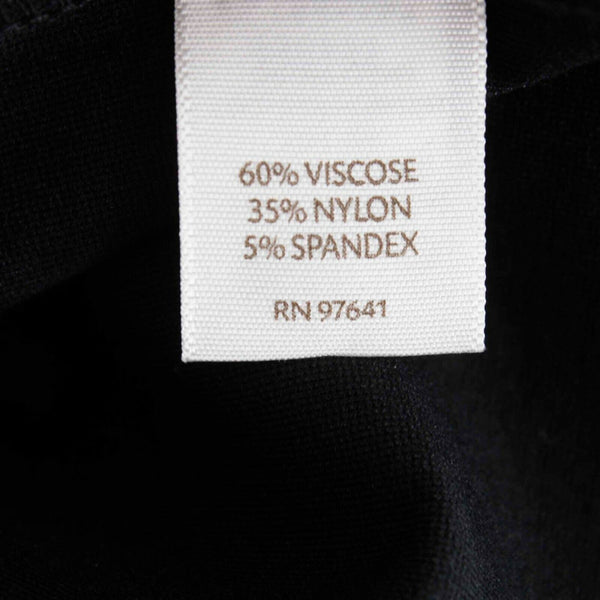 60% VISCOSE
35% NYLON
5% SPANDEX
RN 97641